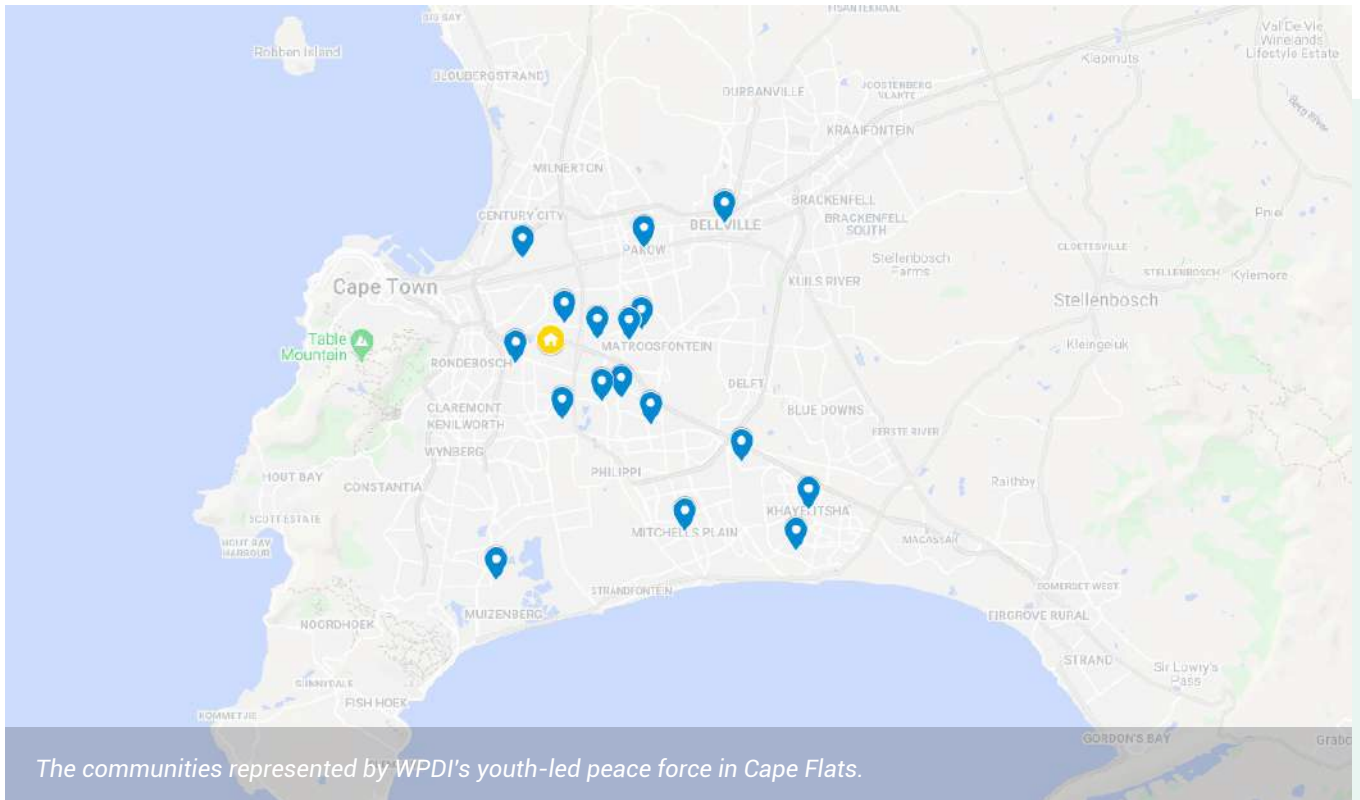 BIG BAY
FISANTEKRAAL
Robben Island
Val De Vie
Winelands
Lifestyle Estate
Klapmuts
BLOUBERGSTRAND
DURBANVILLE
JOOSTENBERG
VLAKTE
Berg River
KRAAIFONTEIN
MILNERTON
BRACKENFELL
CENTURY CITY
BELLVILLE
BRACKENFELL
SOUTH
Pniel
PAROW
CLOETESVILLE
Stellenbosch
Farms
STELLENBOSCH
Kylemore
KUILS RIVER
Cape Town
Stellenbosch
Table
Mountain
MATROOSFONTEIN
Kleingeluk
RONDEBOSCH
DELFT
CLAREMONT
BLUE DOWNS
KENILWORTH
EERSTE RIVER
WYNBERG
PHILIPPI
HOUT BAY
CONSTANTIA
Raithby
KHAYELITSHA
SCOTT ESTATE
MITCHELLS PLAIN
MACASSAR
HOUT BAY
HARBOUR
SOMERSET WEST
STRANDFONTEIN
MUIZENBERG
FIRGROVE RURAL
NOORDHOEK
STRAND
Sir Lowry's
Pass
SUNNYDALE
FISH HOEK
KOMMETJIE
GORDON'S BAY
The communities represented by WPDI's youth-led peace force in Cape Flats.